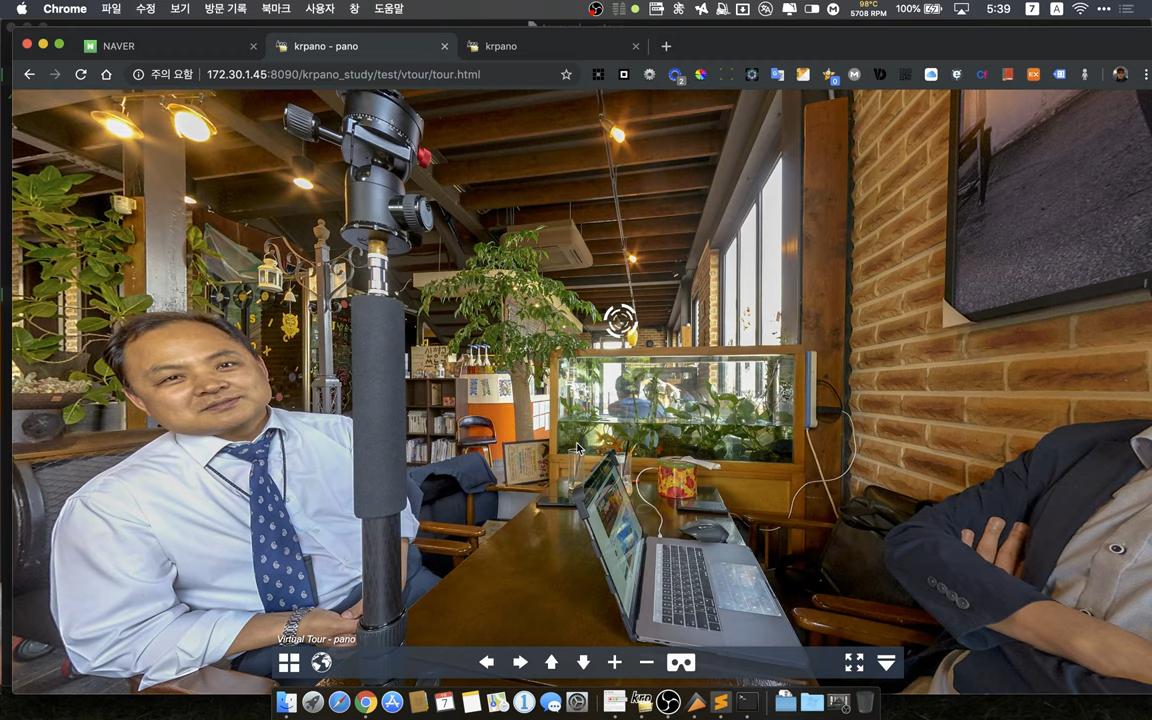 Chrome 파일 수정 보기 방문 기록 북마크 사용자 창 도움말 98°C 5708 RPM 100% 5:39 7 A
NAVER
krpano - pano
krpano
주의 요함 172.30.1.45:8090/krpano_study/test/vtour/tour.html
Virtual Tour - pano